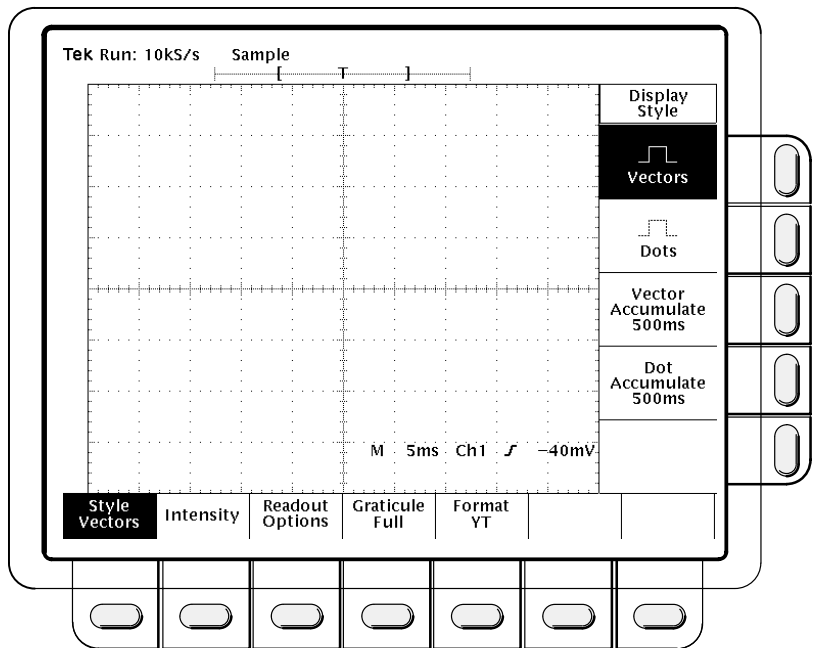 Tek Run: 10kS/s Sample
[ T ]
Display
Style
Vectors
Dots
Vector
Accumulate
500ms
Dot
Accumulate
500ms
M 5ms Ch1 −40mV
Style
Vectors
Intensity
Readout
Options
Graticule
Full
Format
YT